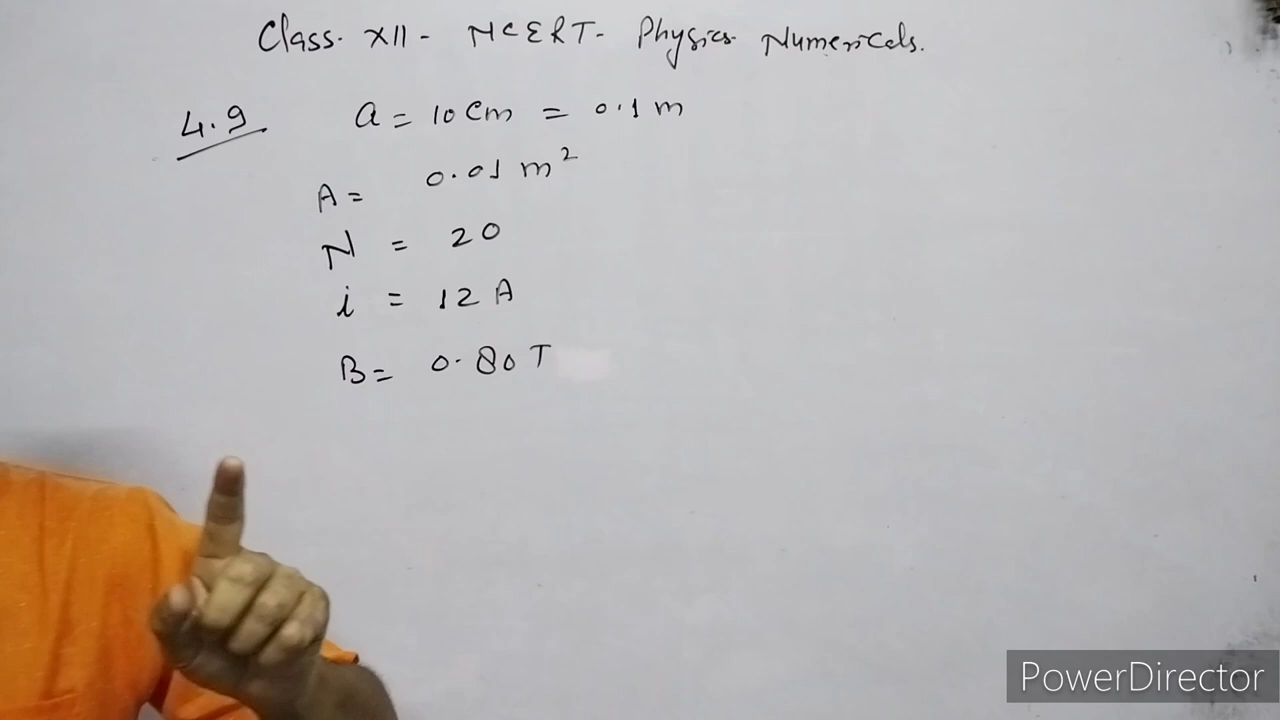 Class. XII - NCERT- Physics Numericals.
4.9 a = 10 Cm = 0.1 m
A = 0.01 m²
N = 20
i = 12 A
B = 0.80 T
PowerDirector